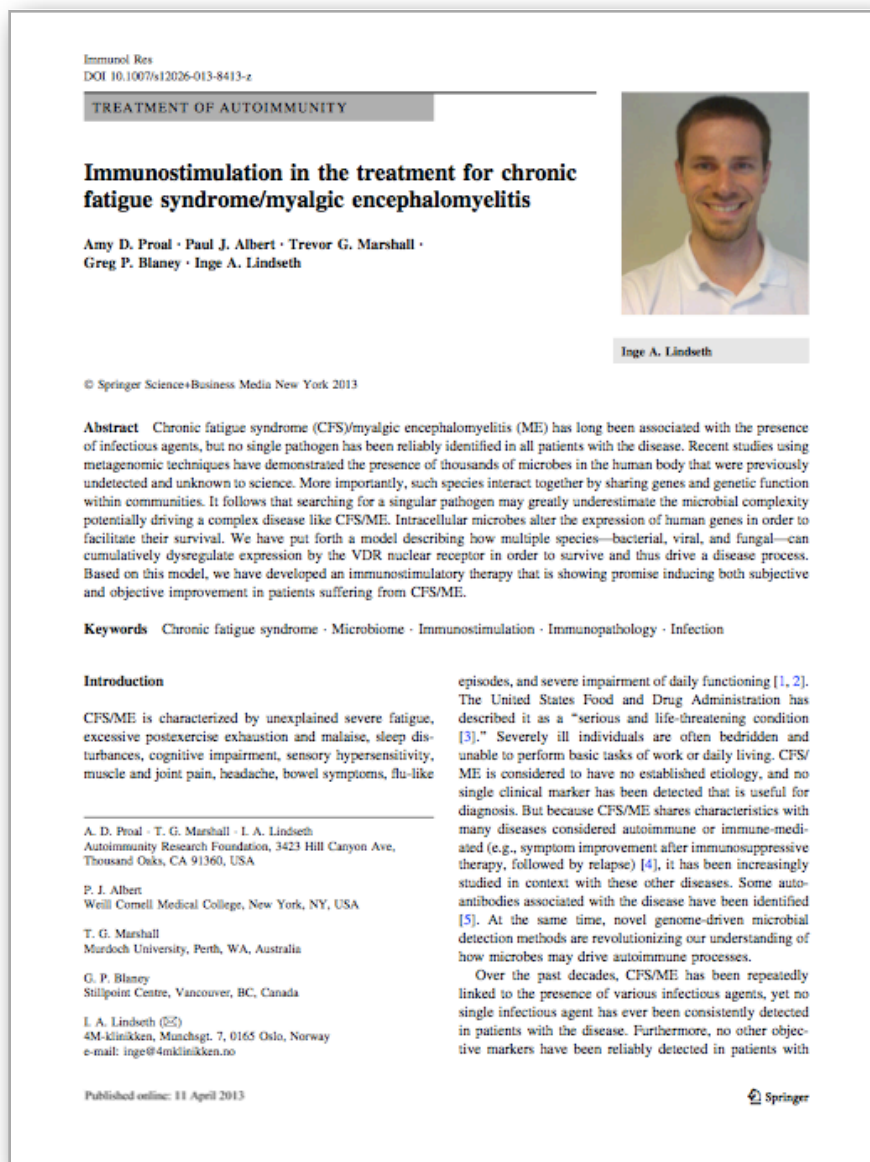 Immunol Res
DOI 10.1007/s12026-013-8413-z
TREATMENT OF AUTOIMMUNITY
Immunostimulation in the treatment for chronic
fatigue syndrome/myalgic encephalomyelitis
Amy D. Proal · Paul J. Albert · Trevor G. Marshall ·
Greg P. Blaney · Inge A. Lindseth
Inge A. Lindseth
© Springer Science+Business Media New York 2013
Abstract Chronic fatigue syndrome (CFS)/myalgic encephalomyelitis (ME) has long been associated with the presence
of infectious agents, but no single pathogen has been reliably identified in all patients with the disease. Recent studies using
metagenomic techniques have demonstrated the presence of thousands of microbes in the human body that were previously
undetected and unknown to science. More importantly, such species interact together by sharing genes and genetic function
within communities. It follows that searching for a singular pathogen may greatly underestimate the microbial complexity
potentially driving a complex disease like CFS/ME. Intracellular microbes alter the expression of human genes in order to
facilitate their survival. We have put forth a model describing how multiple species—bacterial, viral, and fungal—can
cumulatively dysregulate expression by the VDR nuclear receptor in order to survive and thus drive a disease process.
Based on this model, we have developed an immunostimulatory therapy that is showing promise inducing both subjective
and objective improvement in patients suffering from CFS/ME.
Keywords Chronic fatigue syndrome · Microbiome · Immunostimulation · Immunopathology · Infection
Introduction
CFS/ME is characterized by unexplained severe fatigue,
excessive postexercise exhaustion and malaise, sleep dis-
turbances, cognitive impairment, sensory hypersensitivity,
muscle and joint pain, headache, bowel symptoms, flu-like
A. D. Proal · T. G. Marshall · I. A. Lindseth
Autoimmunity Research Foundation, 3423 Hill Canyon Ave,
Thousand Oaks, CA 91360, USA
P. J. Albert
Weill Cornell Medical College, New York, NY, USA
T. G. Marshall
Murdoch University, Perth, WA, Australia
G. P. Blaney
Stillpoint Centre, Vancouver, BC, Canada
I. A. Lindseth (✉)
4M-klinikken, Munchsgt. 7, 0165 Oslo, Norway
e-mail: inge@4mklinikken.no
episodes, and severe impairment of daily functioning [1, 2].
The United States Food and Drug Administration has
described it as a “serious and life-threatening condition
[3].” Severely ill individuals are often bedridden and
unable to perform basic tasks of work or daily living. CFS/
ME is considered to have no established etiology, and no
single clinical marker has been detected that is useful for
diagnosis. But because CFS/ME shares characteristics with
many diseases considered autoimmune or immune-medi-
ated (e.g., symptom improvement after immunosuppressive
therapy, followed by relapse) [4], it has been increasingly
studied in context with these other diseases. Some auto-
antibodies associated with the disease have been identified
[5]. At the same time, novel genome-driven microbial
detection methods are revolutionizing our understanding of
how microbes may drive autoimmune processes.
Over the past decades, CFS/ME has been repeatedly
linked to the presence of various infectious agents, yet no
single infectious agent has ever been consistently detected
in patients with the disease. Furthermore, no other objec-
tive markers have been reliably detected in patients with
Published online: 11 April 2013
Springer